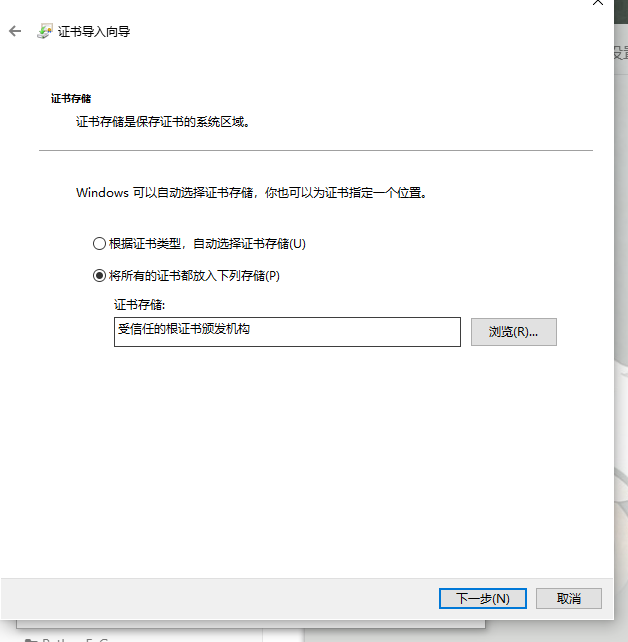 证书导入向导
证书存储
证书存储是保存证书的系统区域。
Windows 可以自动选择证书存储，你也可以为证书指定一个位置。
根据证书类型，自动选择证书存储(U)
将所有的证书都放入下列存储(P)
证书存储:
受信任的根证书颁发机构
浏览(R)...
下一步(N)
取消